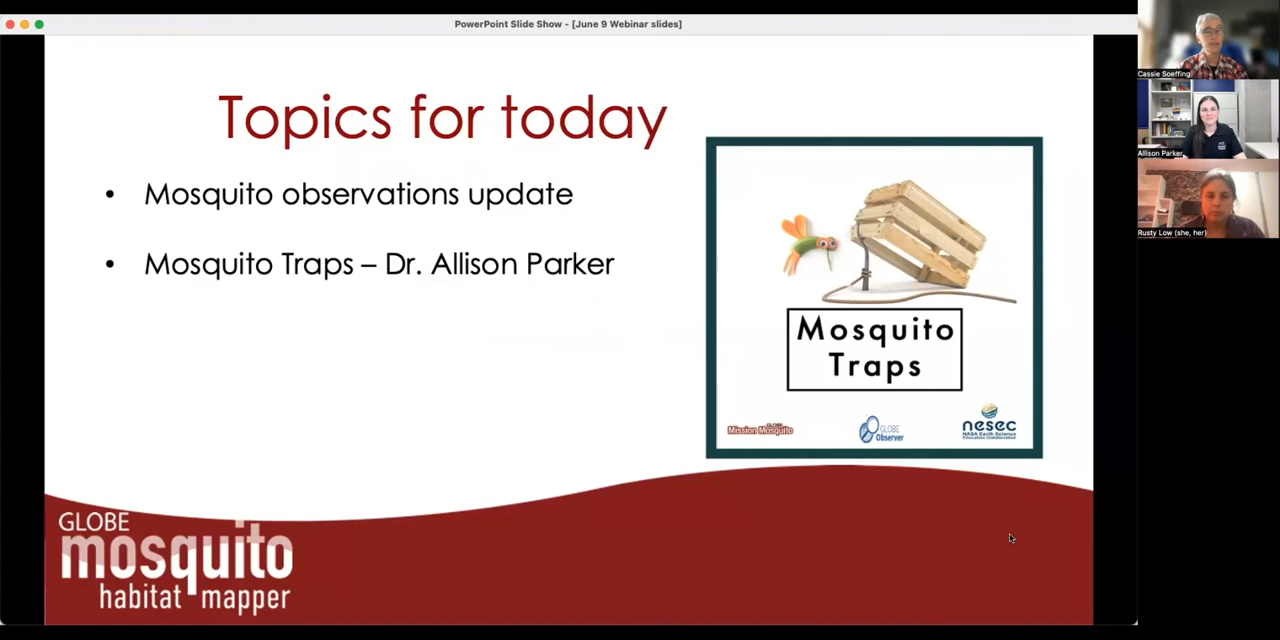 PowerPoint Slide Show - [June 9 Webinar slides]
Topics for today
• Mosquito observations update
• Mosquito Traps – Dr. Allison Parker
Mosquito
Traps
GLOBE
Mission Mosquito
GLOBE
Observer
nesec
NASA Earth Science
Education Collaborative
GLOBE
mosquito
habitat mapper
Cassie Soeffing
Allison Parker
Rusty Low (she, her)